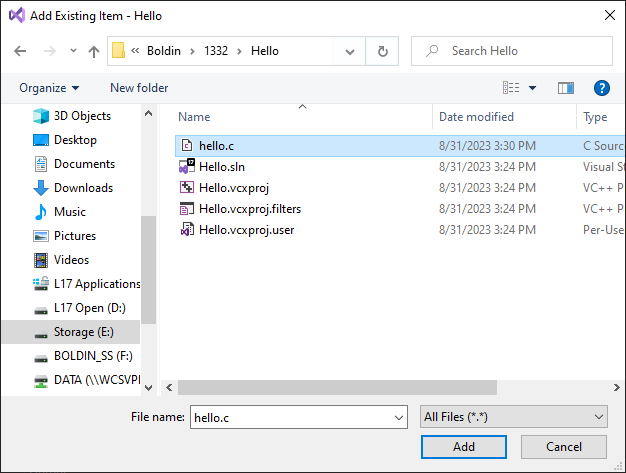 Add Existing Item - Hello
« Boldin > 1332 > Hello
Search Hello
Organize
New folder
?
3D Objects
Desktop
Documents
Downloads
Music
Pictures
Videos
L17 Applications
L17 Open (D:)
Storage (E:)
BOLDIN_SS (F:)
DATA (\\WCSVP
Name Date modified Type
hello.c 8/31/2023 3:30 PM C Sourc
Hello.sln 8/31/2023 3:24 PM Visual St
Hello.vcxproj 8/31/2023 3:24 PM VC++ P
Hello.vcxproj.filters 8/31/2023 3:24 PM VC++ P
Hello.vcxproj.user 8/31/2023 3:24 PM Per-Use
File name: hello.c All Files (*.*)
Add Cancel